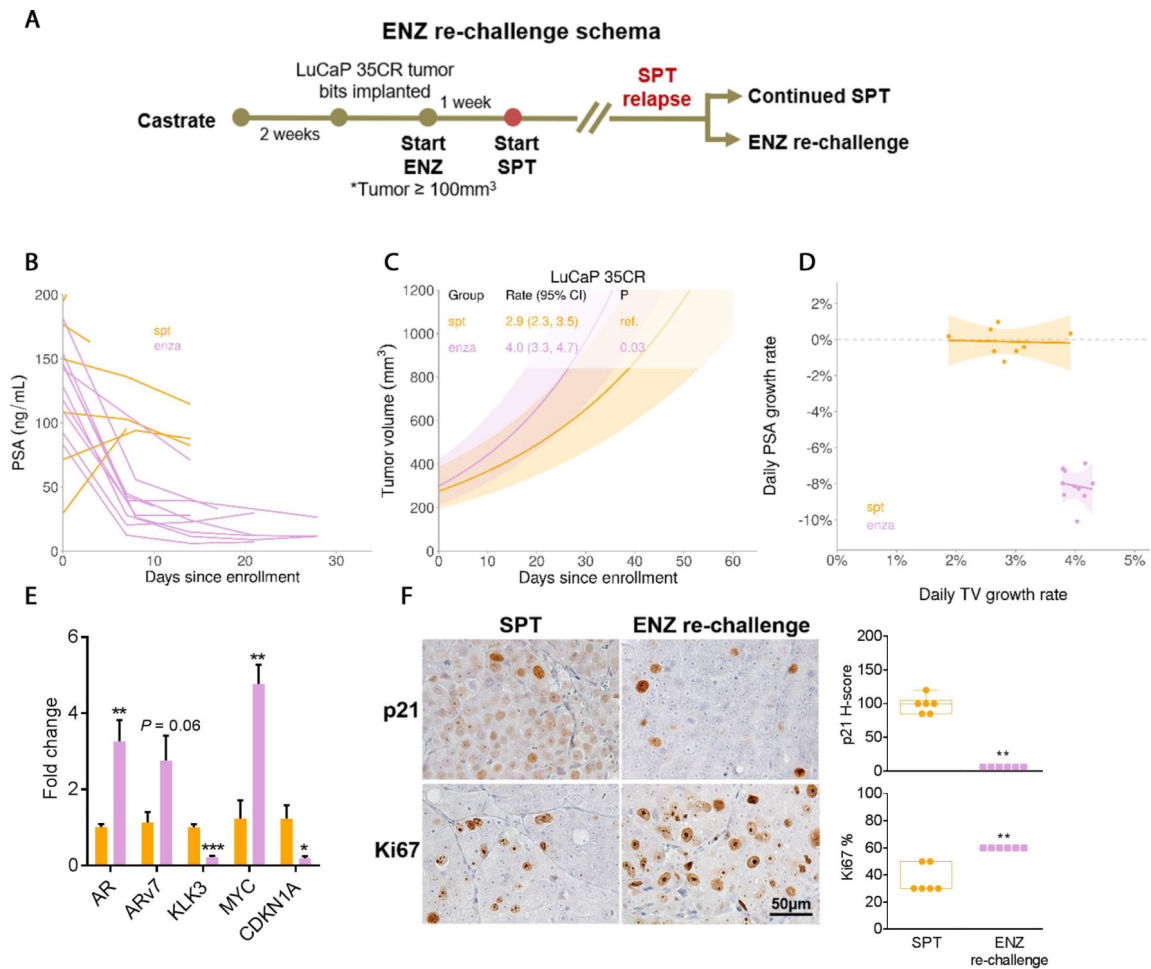 A
ENZ re-challenge schema
LuCaP 35CR tumor
bits implanted
1 week
SPT
relapse
Continued SPT
Castrate
2 weeks
Start
ENZ
Start
SPT
ENZ re-challenge
*Tumor ≥ 100mm³
B
200
150
100
50
0
PSA (ng/mL)
spt
enza
0
10
20
30
Days since enrollment
C
LuCaP 35CR
Group Rate (95% CI) P
spt 2.9 (2.3, 3.5) ref.
enza 4.0 (3.3, 4.7) 0.03
1200
1000
800
600
400
200
0
Tumor volume (mm³)
0 10 20 30 40 50 60
Days since enrollment
D
2%
0%
-2%
-4%
-6%
-8%
-10%
Daily PSA growth rate
spt
enza
0% 1% 2% 3% 4% 5%
Daily TV growth rate
E
6
4
2
0
Fold change
**
P = 0.06
***
**
*
AR
ARv7
KLK3
MYC
CDKN1A
F
SPT
ENZ re-challenge
p21
Ki67
50µm
p21 H-score
200
150
100
50
0
**
Ki67 %
100
80
60
40
20
0
**
SPT
ENZ
re-challenge